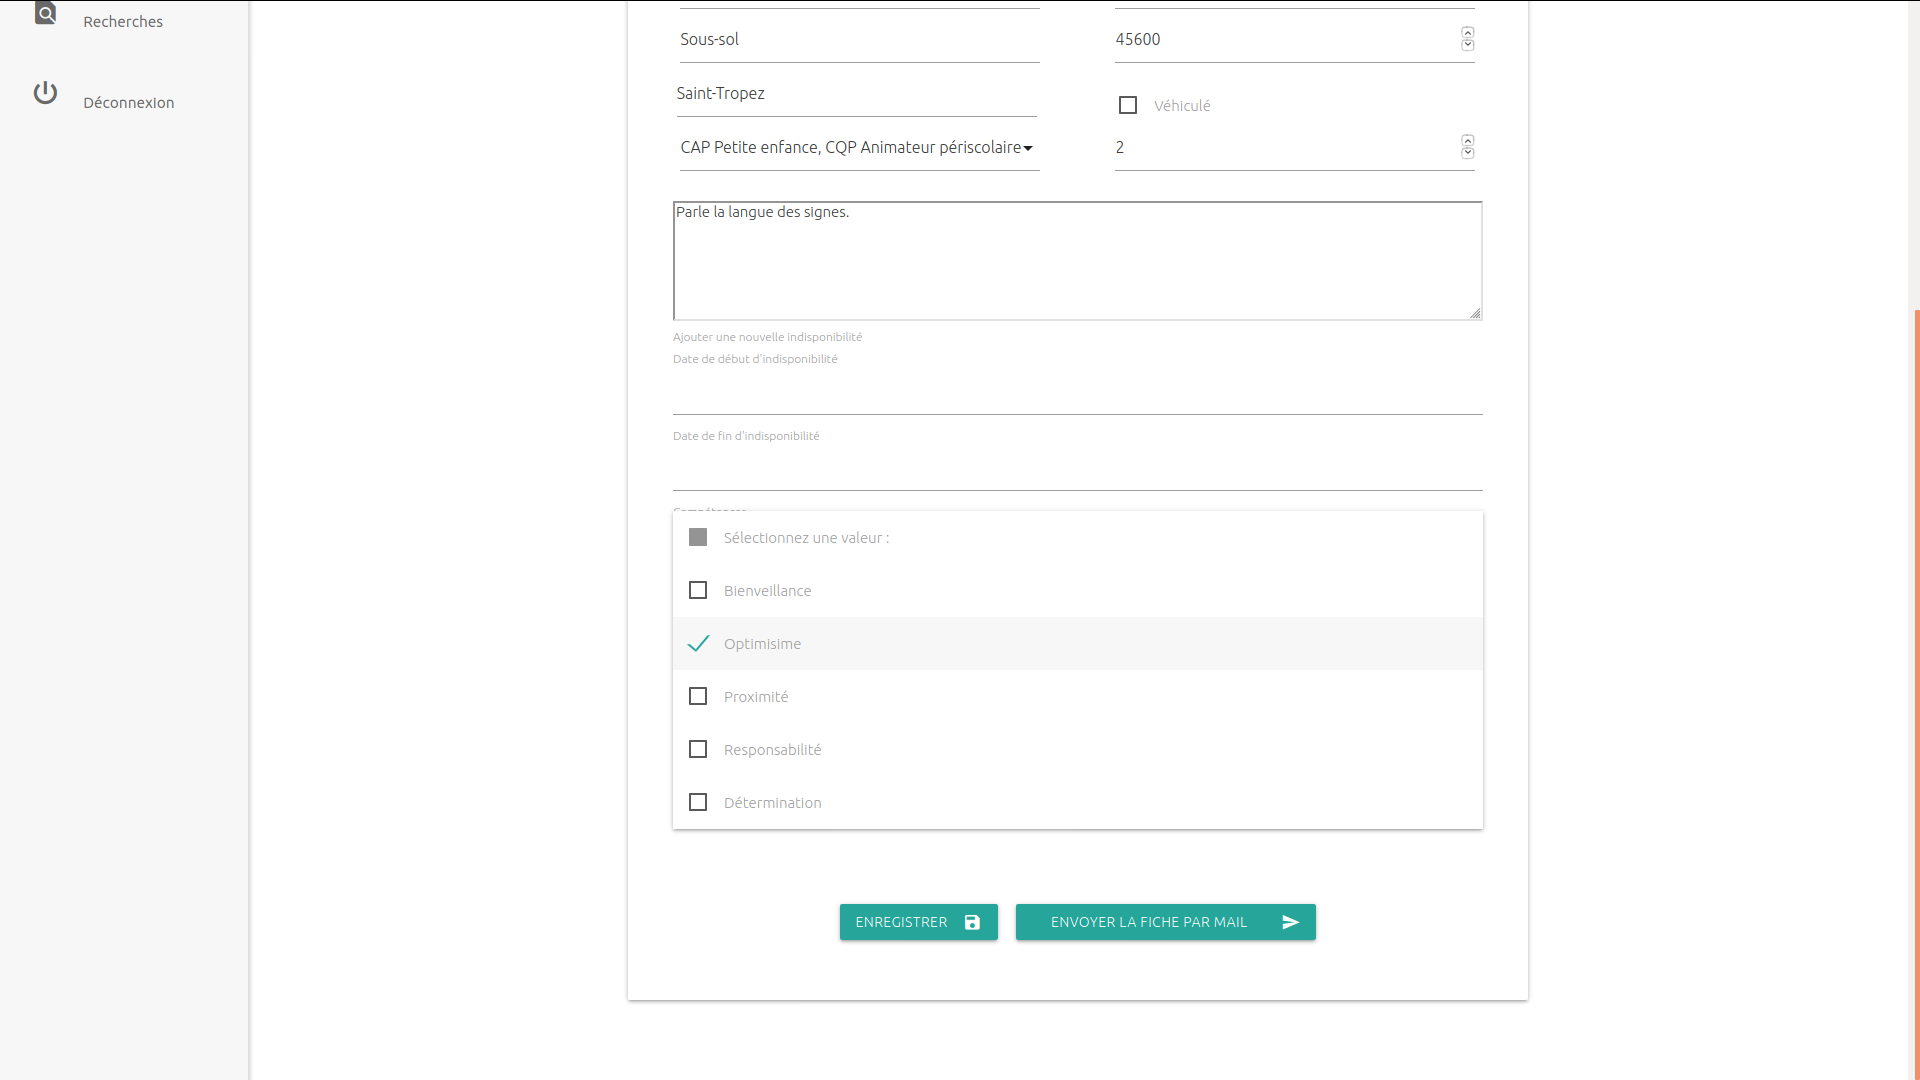 Recherches
Déconnexion
Sous-sol
45600
Saint-Tropez
Véhiculé
CAP Petite enfance, CQP Animateur périscolaire
2
Parle la langue des signes.
Ajouter une nouvelle indisponibilité
Date de début d'indisponibilité
Date de fin d'indisponibilité
Compétences
Sélectionnez une valeur :
Bienveillance
Optimisime
Proximité
Responsabilité
Détermination
ENREGISTRER
ENVOYER LA FICHE PAR MAIL